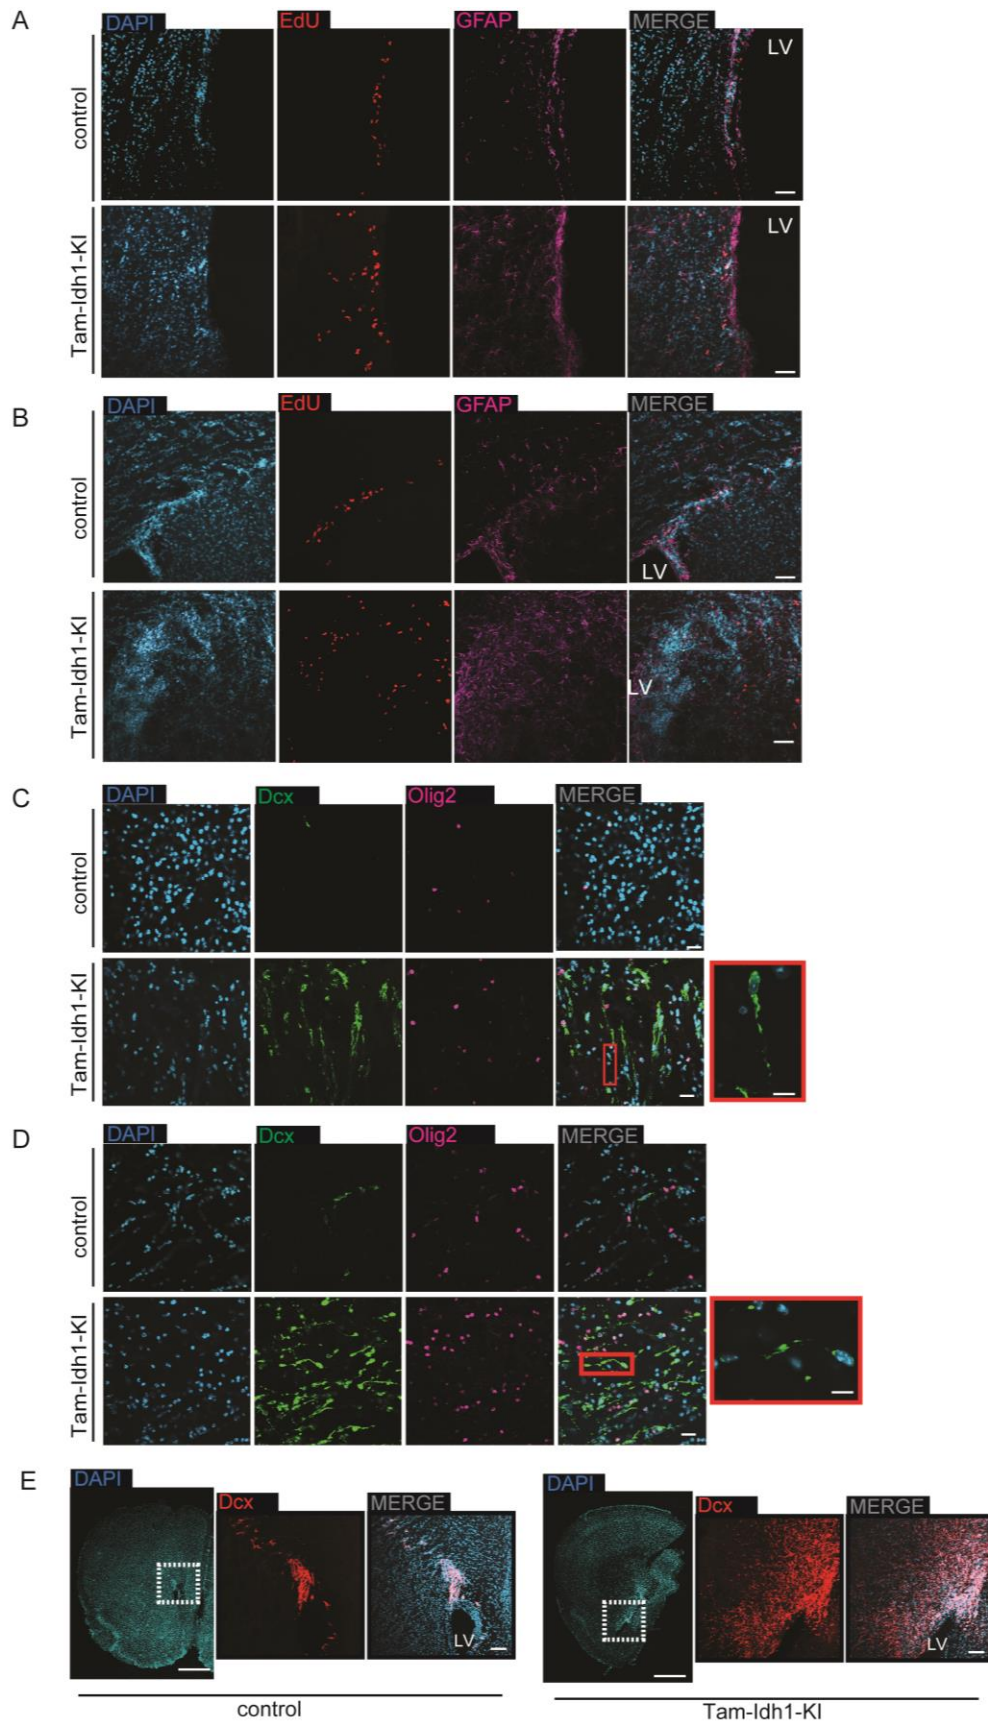 A
DAPI EdU GFAP MERGE
control
LV
Tam-Idh1-KI
LV
B
DAPI EdU GFAP MERGE
control
LV
Tam-Idh1-KI
LV
C
DAPI Dcx Olig2 MERGE
control
Tam-Idh1-KI
D
DAPI Dcx Olig2 MERGE
control
Tam-Idh1-KI
E
DAPI Dcx MERGE
LV
control
DAPI Dcx MERGE
LV
Tam-Idh1-KI